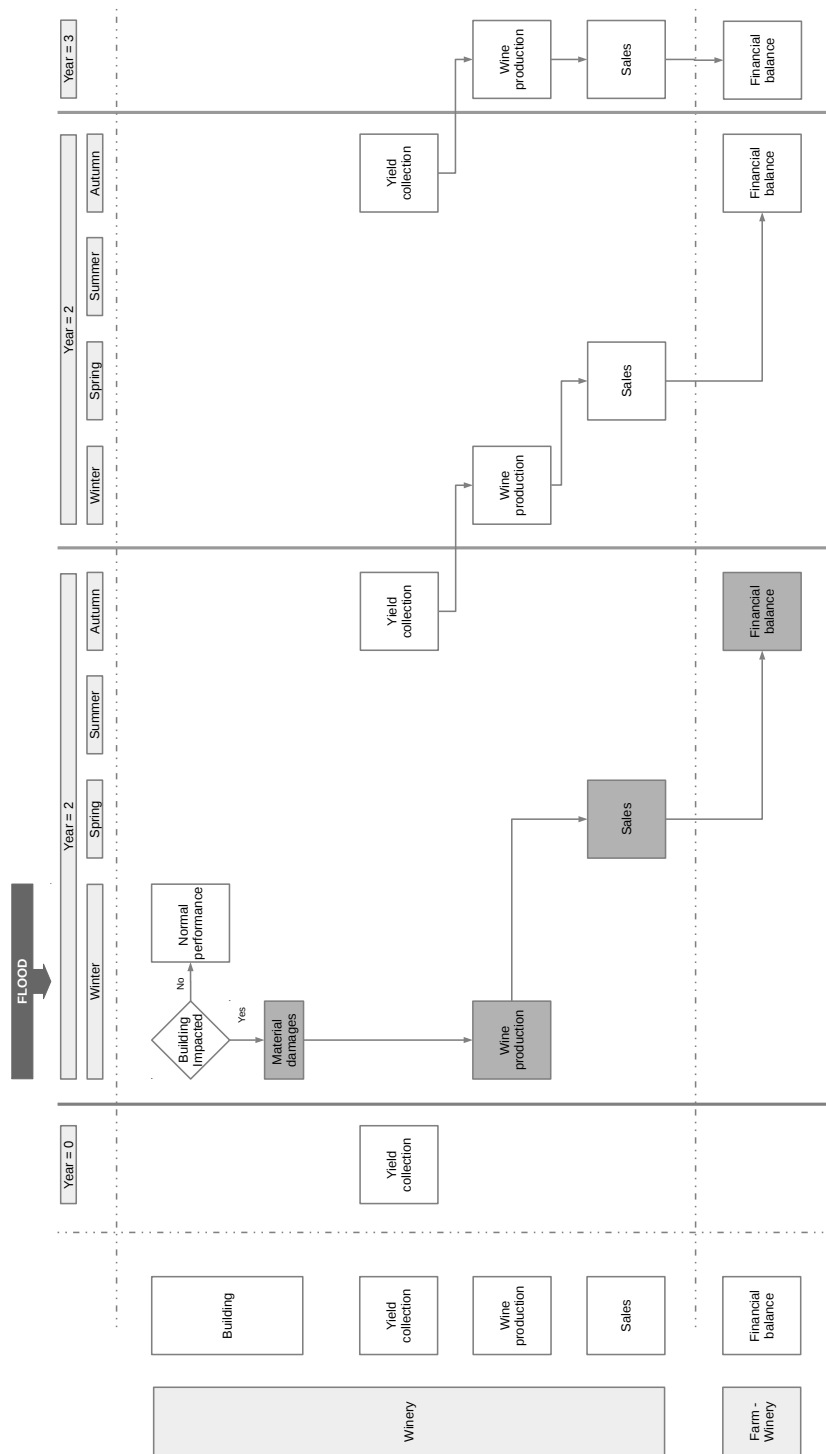 FLOOD
Year = 0
Year = 2
Year = 2
Year = 3
Winter
Spring
Summer
Autumn
Winter
Spring
Summer
Autumn
Winery
Building
Building
Impacted
No
Normal
performance
Yes
Material
damages
Yield
collection
Yield
collection
Yield
collection
Yield
collection
Wine
production
Wine
production
Wine
production
Wine
production
Sales
Sales
Sales
Sales
Farm -
Winery
Financial
balance
Financial
balance
Financial
balance
Financial
balance